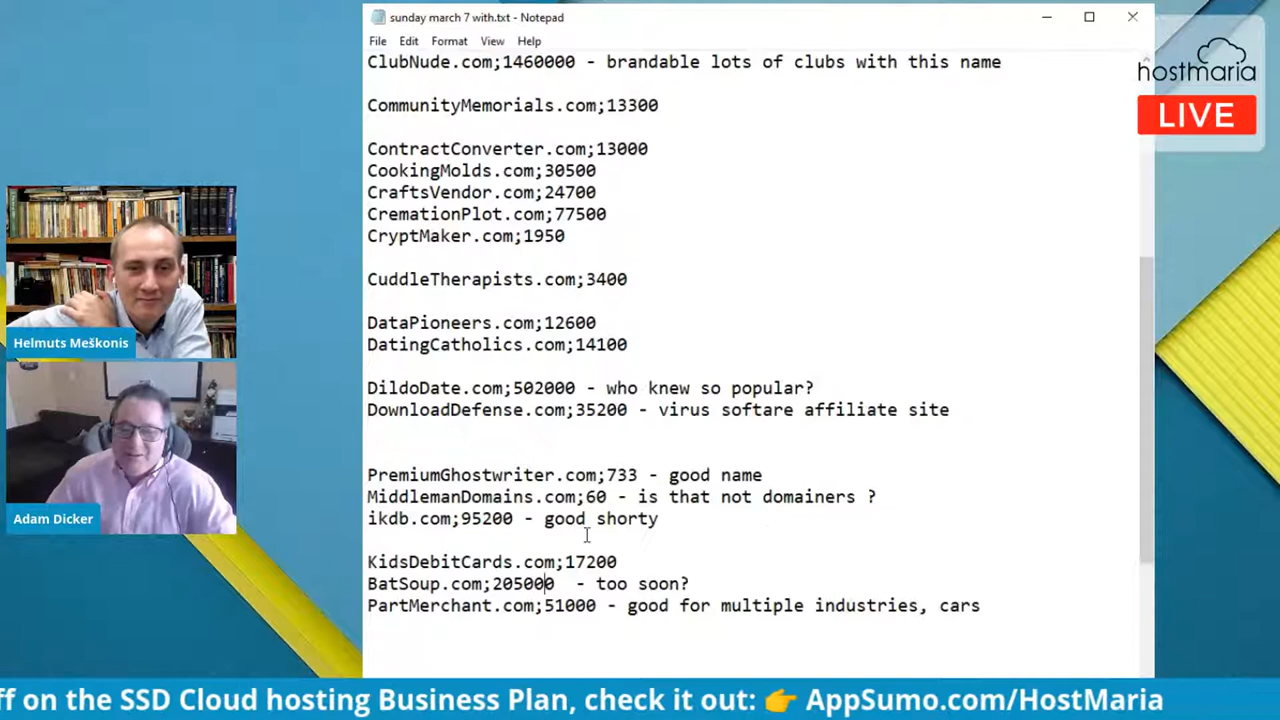 sunday march 7 with.txt - Notepad
File Edit Format View Help
ClubNude.com;1460000 - brandable lots of clubs with this name
CommunityMemorials.com;13300
ContractConverter.com;13000
CookingMolds.com;30500
CraftsVendor.com;24700
CremationPlot.com;77500
CryptMaker.com;1950
CuddleTherapists.com;3400
DataPioneers.com;12600
DatingCatholics.com;14100
DildoDate.com;502000 - who knew so popular?
DownloadDefense.com;35200 - virus softare affiliate site
PremiumGhostwriter.com;733 - good name
MiddlemanDomains.com;60 - is that not domainers ?
ikdb.com;95200 - good shorty
KidsDebitCards.com;17200
BatSoup.com;205000 - too soon?
PartMerchant.com;51000 - good for multiple industries, cars
hostmaria
LIVE
Helmuts Meškonis
Adam Dicker
ff on the SSD Cloud hosting Business Plan, check it out: 👉 AppSumo.com/HostMaria